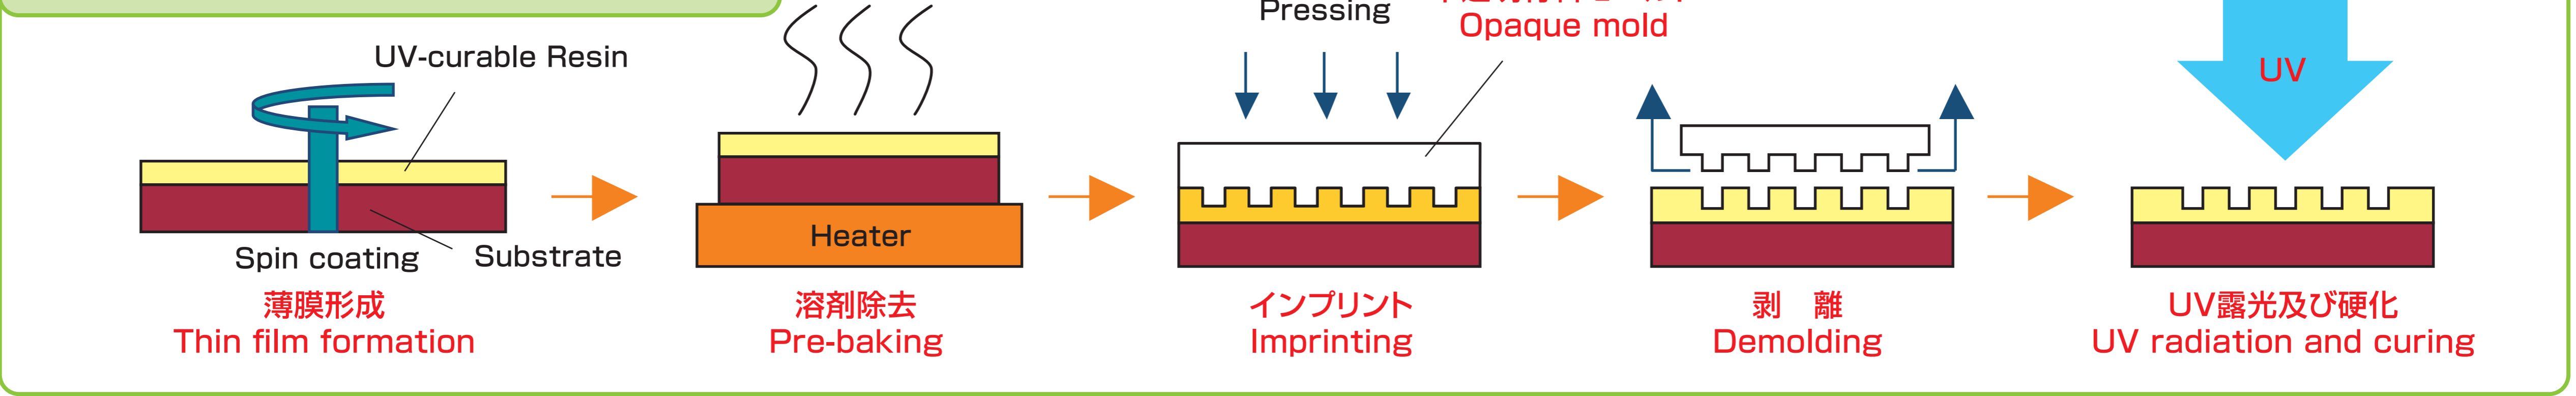 Pressing
Opaque mold
UV-curable Resin
UV
Heater
Spin coating
Substrate
薄膜形成
Thin film formation
溶剤除去
Pre-baking
インプリント
Imprinting
剥　離
Demolding
UV露光及び硬化
UV radiation and curing